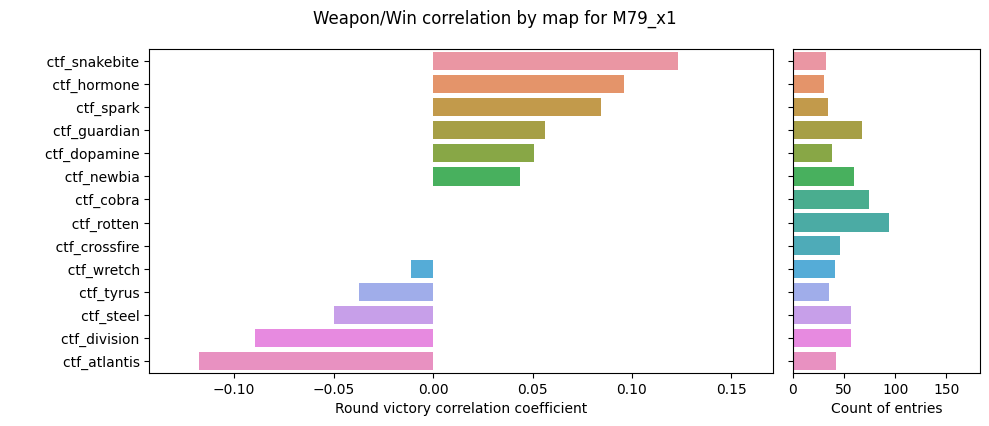 Weapon/Win correlation by map for M79_x1
ctf_snakebite
ctf_hormone
ctf_spark
ctf_guardian
ctf_dopamine
ctf_newbia
ctf_cobra
ctf_rotten
ctf_crossfire
ctf_wretch
ctf_tyrus
ctf_steel
ctf_division
ctf_atlantis
−0.10 −0.05 0.00 0.05 0.10 0.15
Round victory correlation coefficient
0 50 100 150
Count of entries